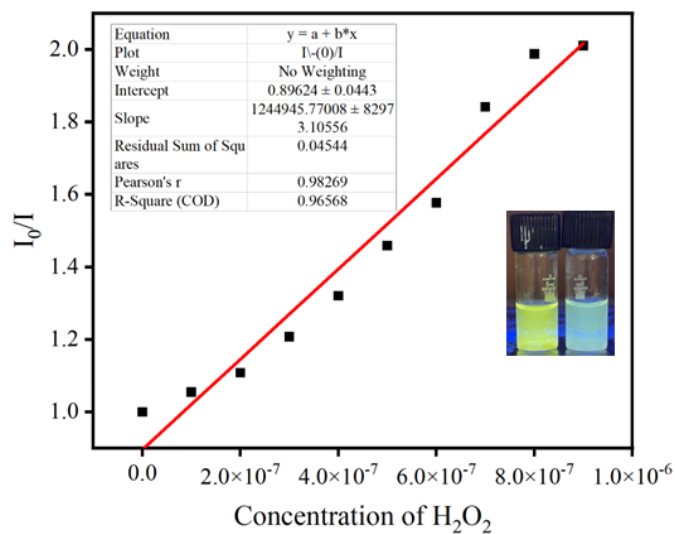 Equation y = a + b*x
Plot I\-(0)/I
Weight No Weighting
Intercept 0.89624 ± 0.0443
Slope 1244945.77008 ± 8297
3.10556
Residual Sum of Squ
ares 0.04544
Pearson's r 0.98269
R-Square (COD) 0.96568
2.0
1.8
1.6
1.4
1.2
1.0
I₀/I
0.0 2.0×10⁻⁷ 4.0×10⁻⁷ 6.0×10⁻⁷ 8.0×10⁻⁷ 1.0×10⁻⁶
Concentration of H₂O₂